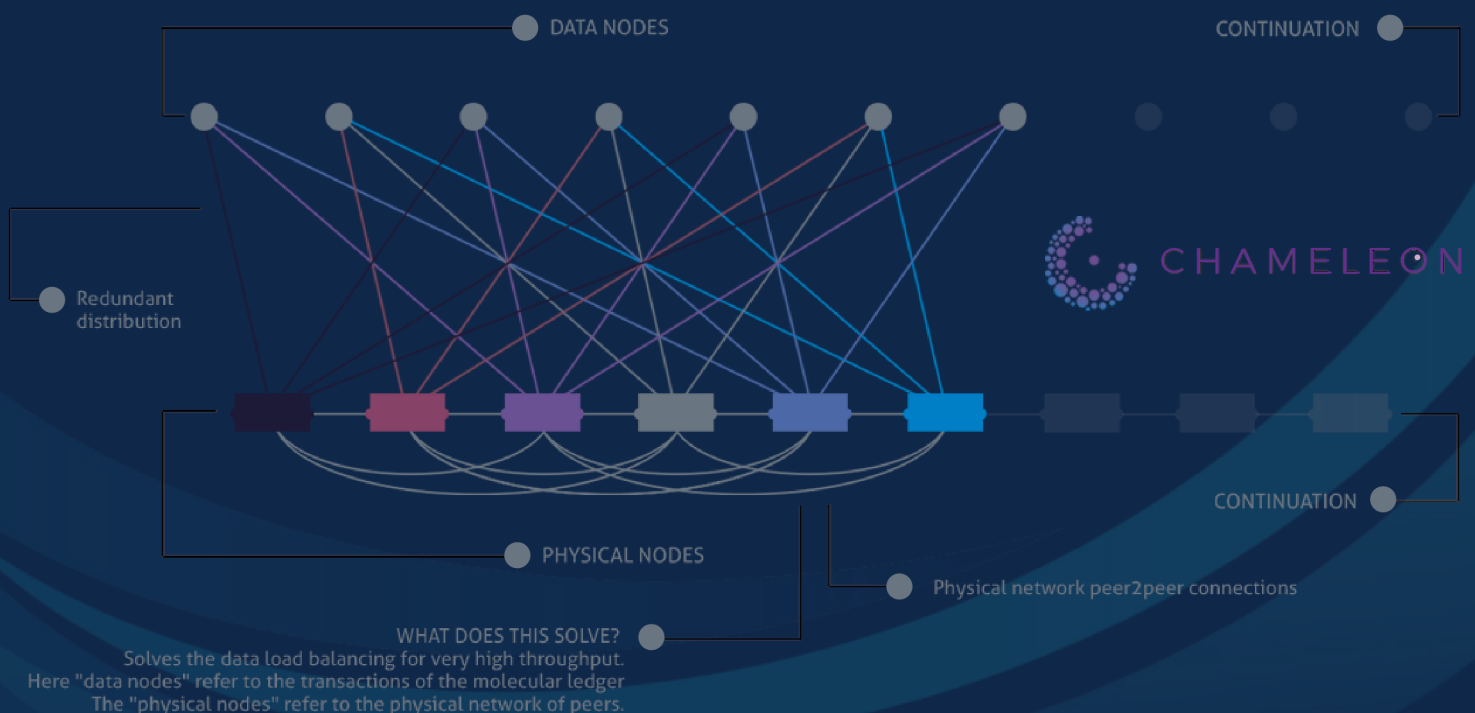 DATA NODES
CONTINUATION
CHAMELEON
Redundant
distribution
CONTINUATION
PHYSICAL NODES
Physical network peer2peer connections
WHAT DOES THIS SOLVE?
Solves the data load balancing for very high throughput.
Here "data nodes" refer to the transactions of the molecular ledger
The "physical nodes" refer to the physical network of peers.